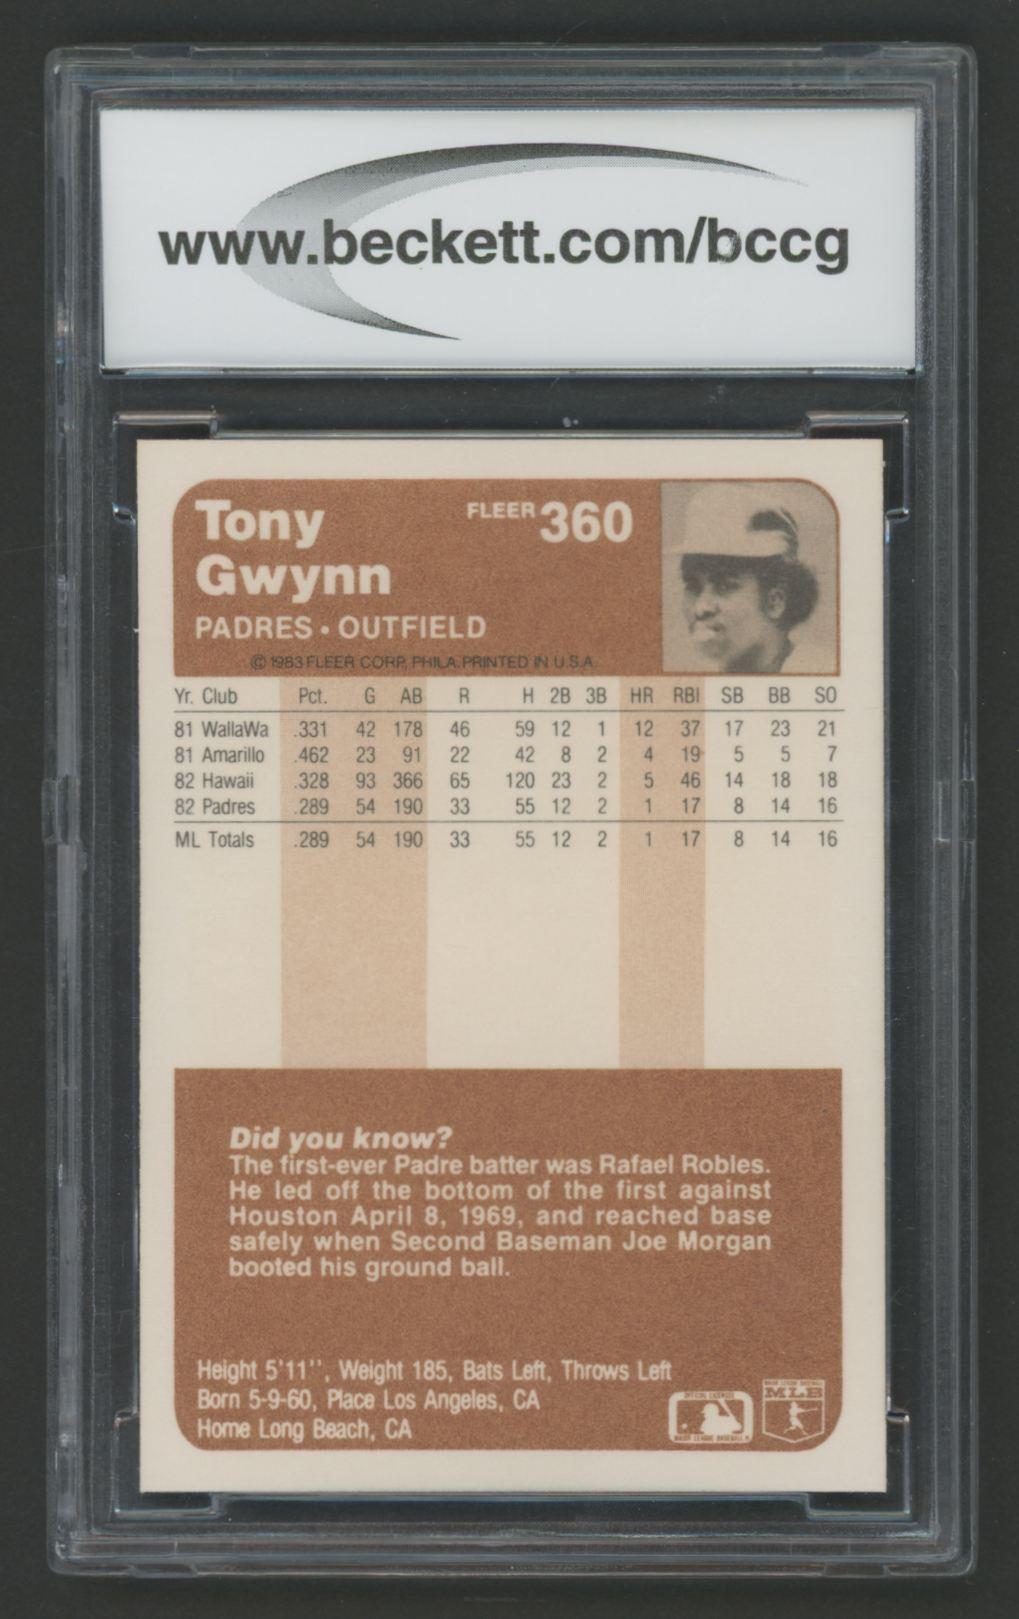 www.beckett.com/bccg
Tony
Gwynn
FLEER 360
PADRES • OUTFIELD
© 1983 FLEER CORP, PHILA. PRINTED IN U.S.A.
Yr. Club Pct. G AB R H 2B 3B HR RBI SB BB SO
81 WallaWa .331 42 178 46 59 12 1 12 37 17 23 21
81 Amarillo .462 23 91 22 42 8 2 4 19 5 5 7
82 Hawaii .328 93 366 65 120 23 2 5 46 14 18 18
82 Padres .289 54 190 33 55 12 2 1 17 8 14 16
ML Totals .289 54 190 33 55 12 2 1 17 8 14 16
Did you know?
The first-ever Padre batter was Rafael Robles.
He led off the bottom of the first against
Houston April 8, 1969, and reached base
safely when Second Baseman Joe Morgan
booted his ground ball.
Height 5'11'', Weight 185, Bats Left, Throws Left
Born 5-9-60, Place Los Angeles, CA
Home Long Beach, CA
OFFICIAL LICENSEE
MAJOR LEAGUE BASEBALL
MAJOR LEAGUE BASEBALL
MLB